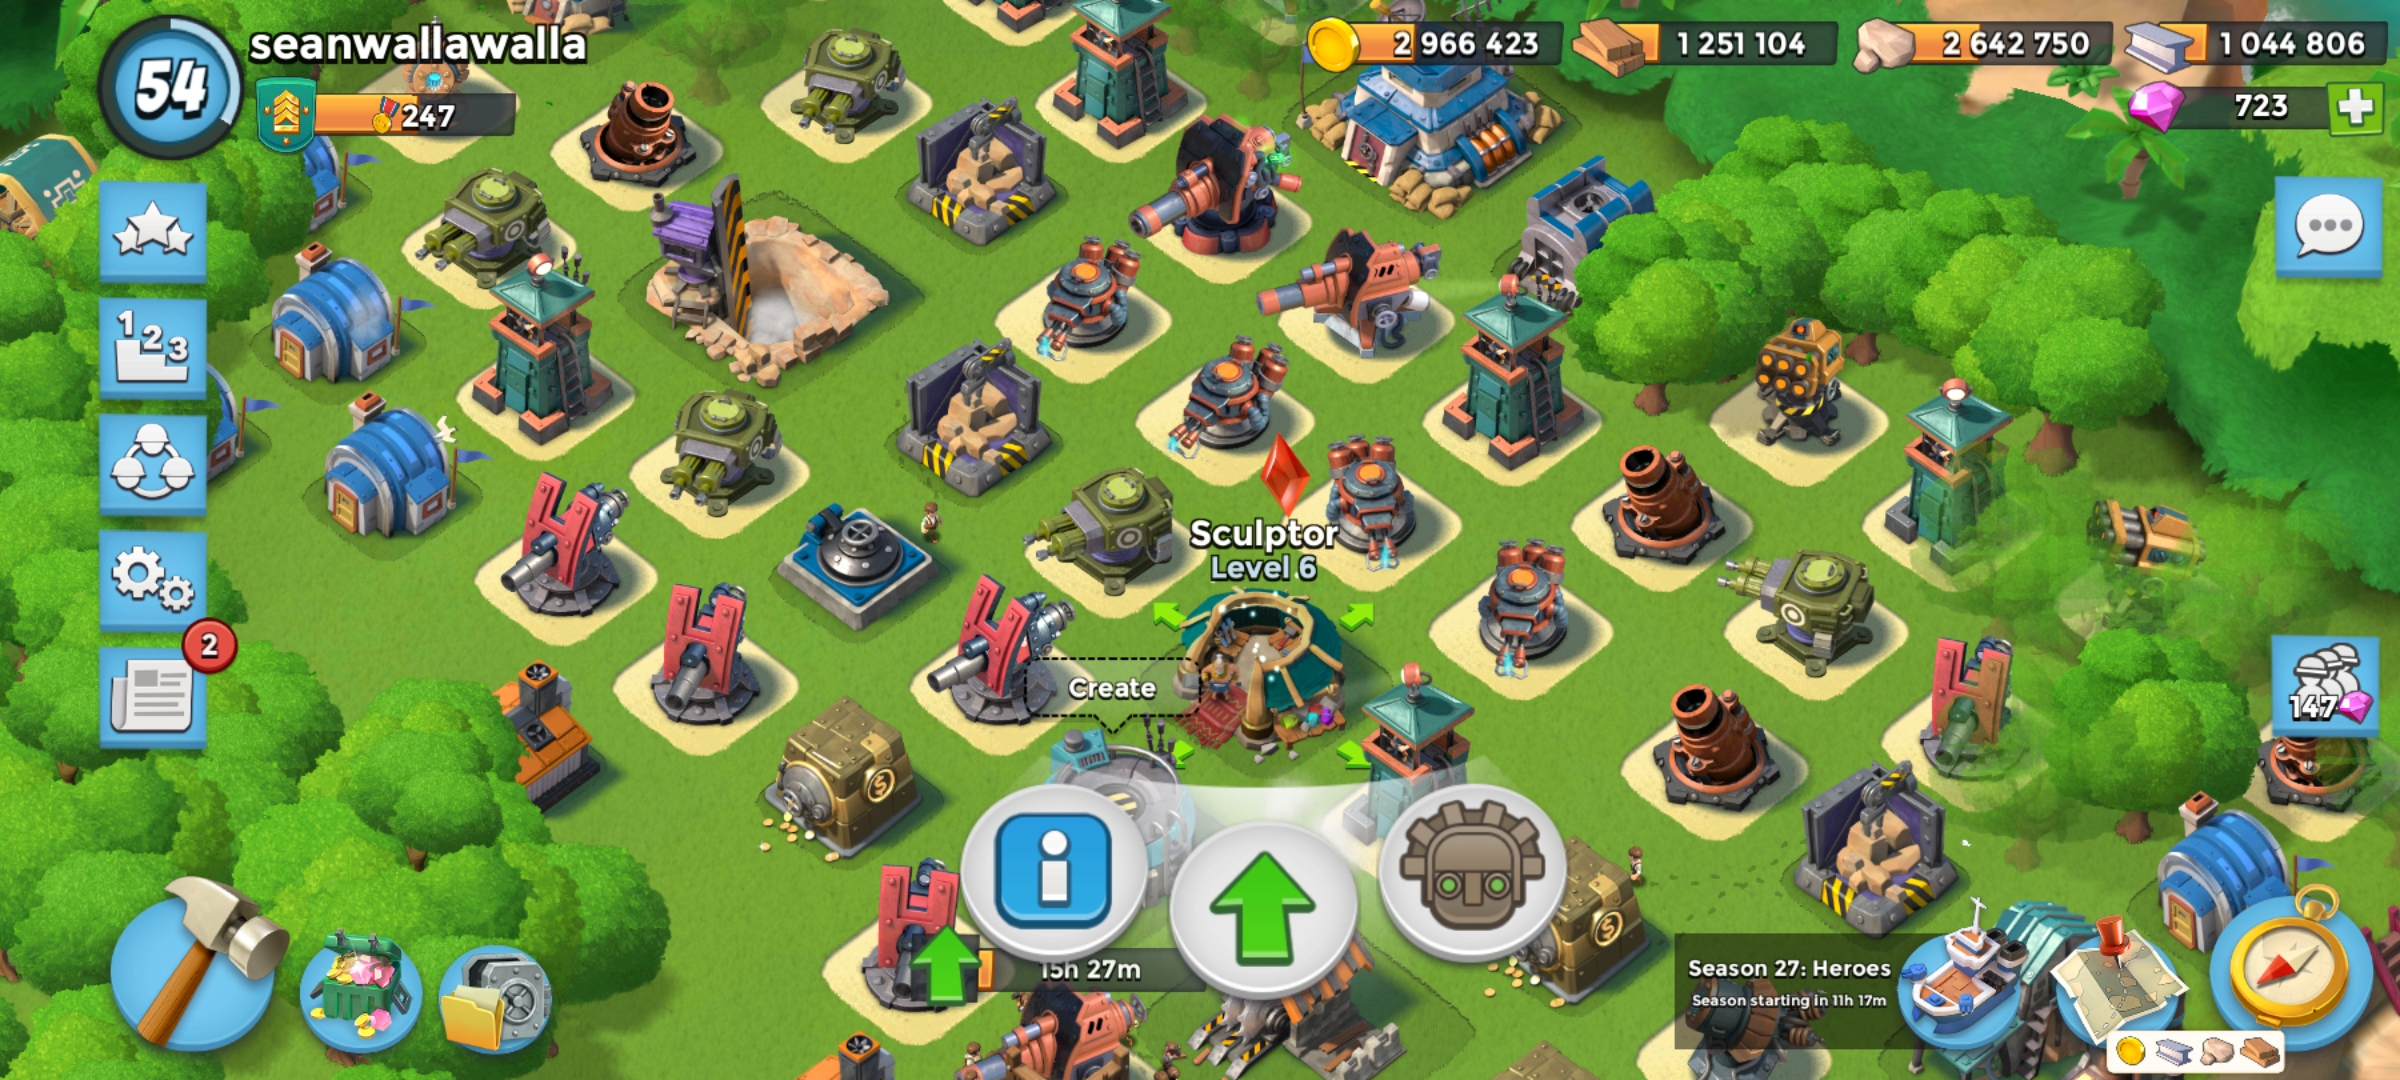 54
seanwallawalla
247
2 966 423
1 251 104
2 642 750
1 044 806
723
123
2
Sculptor
Level 6
Create
147
15h 27m
Season 27: Heroes
Season starting in 11h 17m